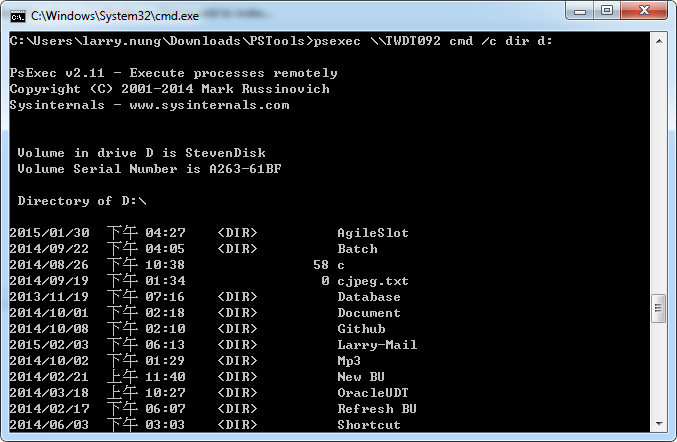 C:\Windows\System32\cmd.exe
C:\Users\larry.nung\Downloads\PSTools>psexec \\TWDT092 cmd /c dir d:
PsExec v2.11 - Execute processes remotely
Copyright (C) 2001-2014 Mark Russinovich
Sysinternals - www.sysinternals.com
Volume in drive D is StevenDisk
Volume Serial Number is A263-61BF
Directory of D:\
2015/01/30 下午 04:27 <DIR> AgileSlot
2014/09/22 下午 04:05 <DIR> Batch
2014/08/26 下午 10:38 58 c
2014/09/19 下午 01:34 0 cjpeg.txt
2013/11/19 下午 07:16 <DIR> Database
2014/10/01 下午 02:18 <DIR> Document
2014/10/08 下午 02:10 <DIR> Github
2015/02/03 下午 06:13 <DIR> Larry-Mail
2014/10/02 下午 01:29 <DIR> Mp3
2014/02/21 上午 11:40 <DIR> New BU
2014/03/18 上午 10:27 <DIR> OracleUDT
2014/02/17 下午 06:07 <DIR> Refresh BU
2014/06/03 下午 03:03 <DIR> Shortcut